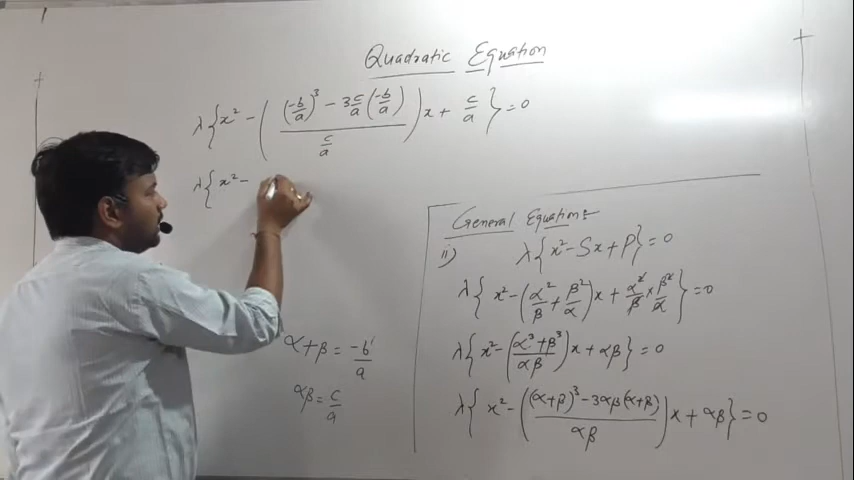 Quadratic Equation
λ{x² - (((-b/a)³ - 3c/a(-b/a))/(c/a))x + c/a} = 0
λ{x² -
General Equation:
ii) λ{x² - Sx + P} = 0
λ{x² - (α²/β + β²/α)x + α²/β × β²/α} = 0
λ{x² - ((α³ + β³)/(αβ))x + αβ} = 0
λ{x² - (((α+β)³ - 3αβ(α+β))/(αβ))x + αβ} = 0
α + β = -b/a
αβ = c/a